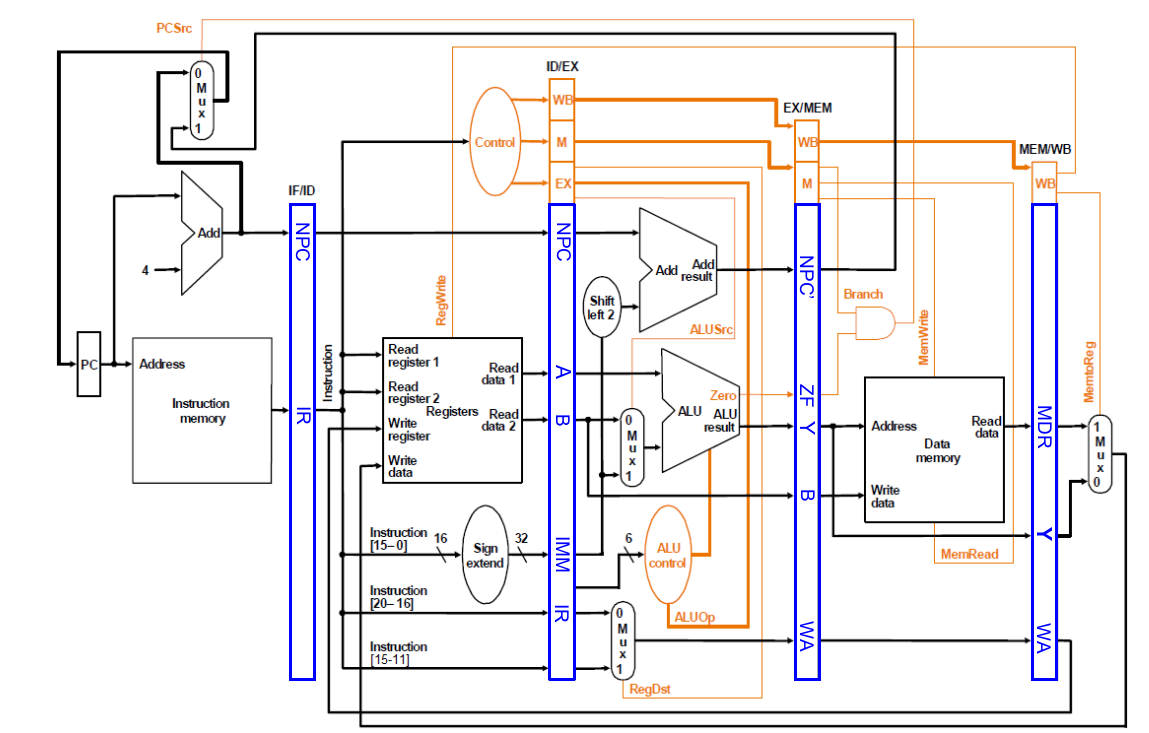 PCSrc
0
M
u
x
1
ID/EX
WB
M
EX
Control
EX/MEM
WB
M
MEM/WB
WB
IF/ID
NPC
IR
Add
4
PC
Address
Instruction
memory
Instruction
RegWrite
Read
register 1
Read
register 2
Write
register
Write
data
Registers
Read
data 1
Read
data 2
NPC
A
B
IMM
IR
Shift
left 2
Add
Add
result
ALUSrc
0
M
u
x
1
ALU
Zero
ALU
result
NPC'
ZF
Y
B
WA
Branch
MemWrite
Address
Read
data
Data
memory
Write
data
MemRead
MDR
Y
WA
MemtoReg
1
M
u
x
0
Instruction
[15–0]
16
Sign
extend
32
6
ALU
control
ALUOp
Instruction
[20–16]
Instruction
[15-11]
0
M
u
x
1
RegDst